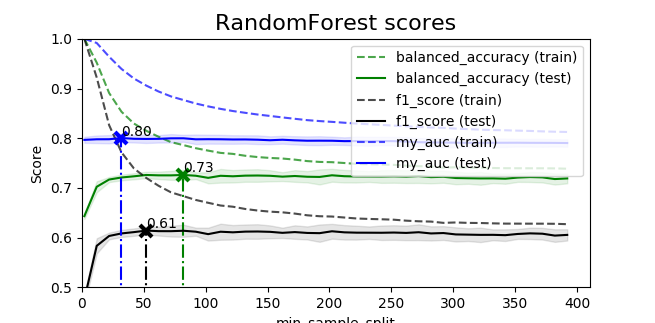 RandomForest scores
1.0
0.9
0.8
0.7
0.6
0.5
Score
balanced_accuracy (train)
balanced_accuracy (test)
f1_score (train)
f1_score (test)
my_auc (train)
my_auc (test)
0.80
0.73
0.61
0 50 100 150 200 250 300 350 400
min_sample_split